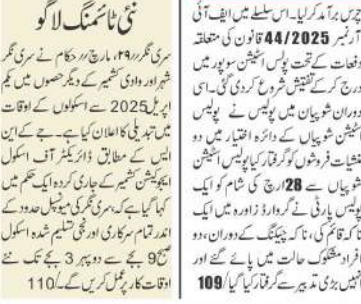 چرس برآمد کرلیا۔ اس سلسلے میں ایف آئی
آر نمبر 44/2025 قانون کی متعلقہ
دفعات کے تحت پولیس اسٹیشن سوپور میں
درج کرکے تفتیش شروع کردی گئی۔ اسی
دوران شوپیان میں پولیس نے پولیس
اسٹیشن شوپیاں کے دائرہ اختیار میں دو
منشیات فروشوں کو گرفتار کیا پولیس اسٹیشن
شوپیاں سے 28 مارچ کی شام کو ایک
پولیس پارٹی نے گروارڈ زاورہ میں ایک
ناکہ قائم کی، ناکہ چیکنگ کے دوران، دو
افراد مشکوک حالت میں پائے گئے اور
انہیں بڑی تدبیر سے گرفتار کیا گیا/109
نئی ٹائمنگ لاگو
سری نگر//۲۹،مارچ//حکام نے سری نگر
شہر اور وادی کشمیر کے دیگر حصوں میں یکم
اپریل 2025 سے اسکولوں کے اوقات
میں تبدیلی کا اعلان کیا ہے۔ جے کے این
ایس کے مطابق ڈائریکٹر آف اسکول
ایجوکیشن کشمیر کے جاری کردہ ایک حکم میں
کہا گیا ہے کہ، سری نگر کی میونسپل حدود کے
اندر تمام سرکاری اور نجی تسلیم شدہ اسکول
صبح 9 بجے سے دوپہر 3 بجے تک نئے
اوقات کار پر عمل کریں گے۔/110